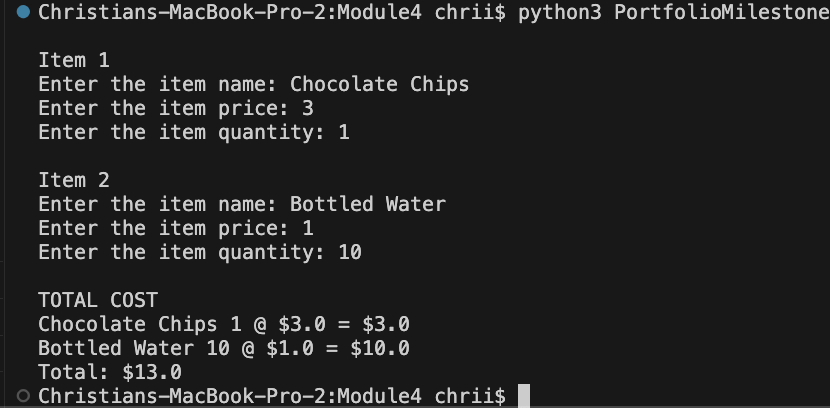 Christians-MacBook-Pro-2:Module4 chrii$ python3 PortfolioMilestone
Item 1
Enter the item name: Chocolate Chips
Enter the item price: 3
Enter the item quantity: 1
Item 2
Enter the item name: Bottled Water
Enter the item price: 1
Enter the item quantity: 10
TOTAL COST
Chocolate Chips 1 @ $3.0 = $3.0
Bottled Water 10 @ $1.0 = $10.0
Total: $13.0
Christians-MacBook-Pro-2:Module4 chrii$